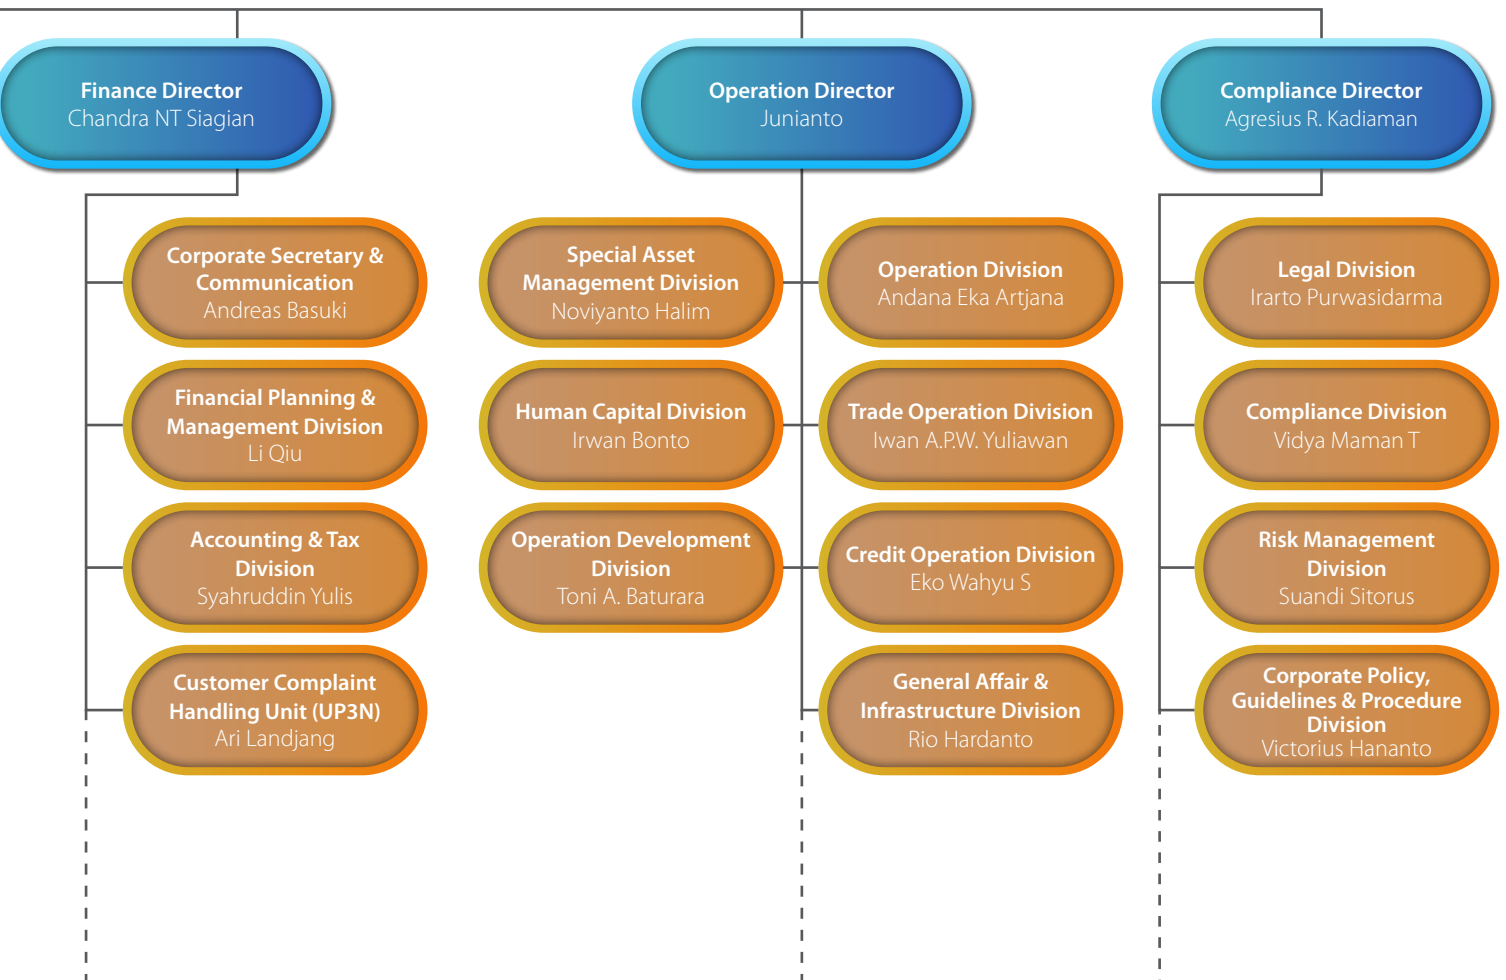 Finance Director
Chandra NT Siagian
Operation Director
Junianto
Compliance Director
Agresius R. Kadiaman
Corporate Secretary &
Communication
Andreas Basuki
Financial Planning &
Management Division
Li Qiu
Accounting & Tax
Division
Syahruddin Yulis
Customer Complaint
Handling Unit (UP3N)
Ari Landjang
Special Asset
Management Division
Noviyanto Halim
Human Capital Division
Irwan Bonto
Operation Development
Division
Toni A. Baturara
Operation Division
Andana Eka Artjana
Trade Operation Division
Iwan A.P.W. Yuliawan
Credit Operation Division
Eko Wahyu S
General Affair &
Infrastructure Division
Rio Hardanto
Legal Division
Irarto Purwasidarma
Compliance Division
Vidya Maman T
Risk Management
Division
Suandi Sitorus
Corporate Policy,
Guidelines & Procedure
Division
Victorius Hananto